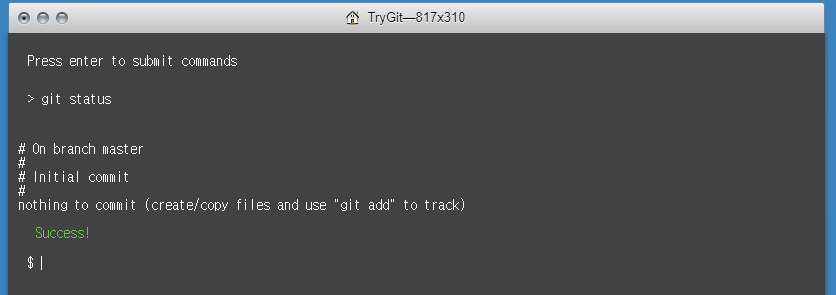 TryGit—817x310
Press enter to submit commands
> git status
# On branch master
#
# Initial commit
#
nothing to commit (create/copy files and use "git add" to track)
Success!
$